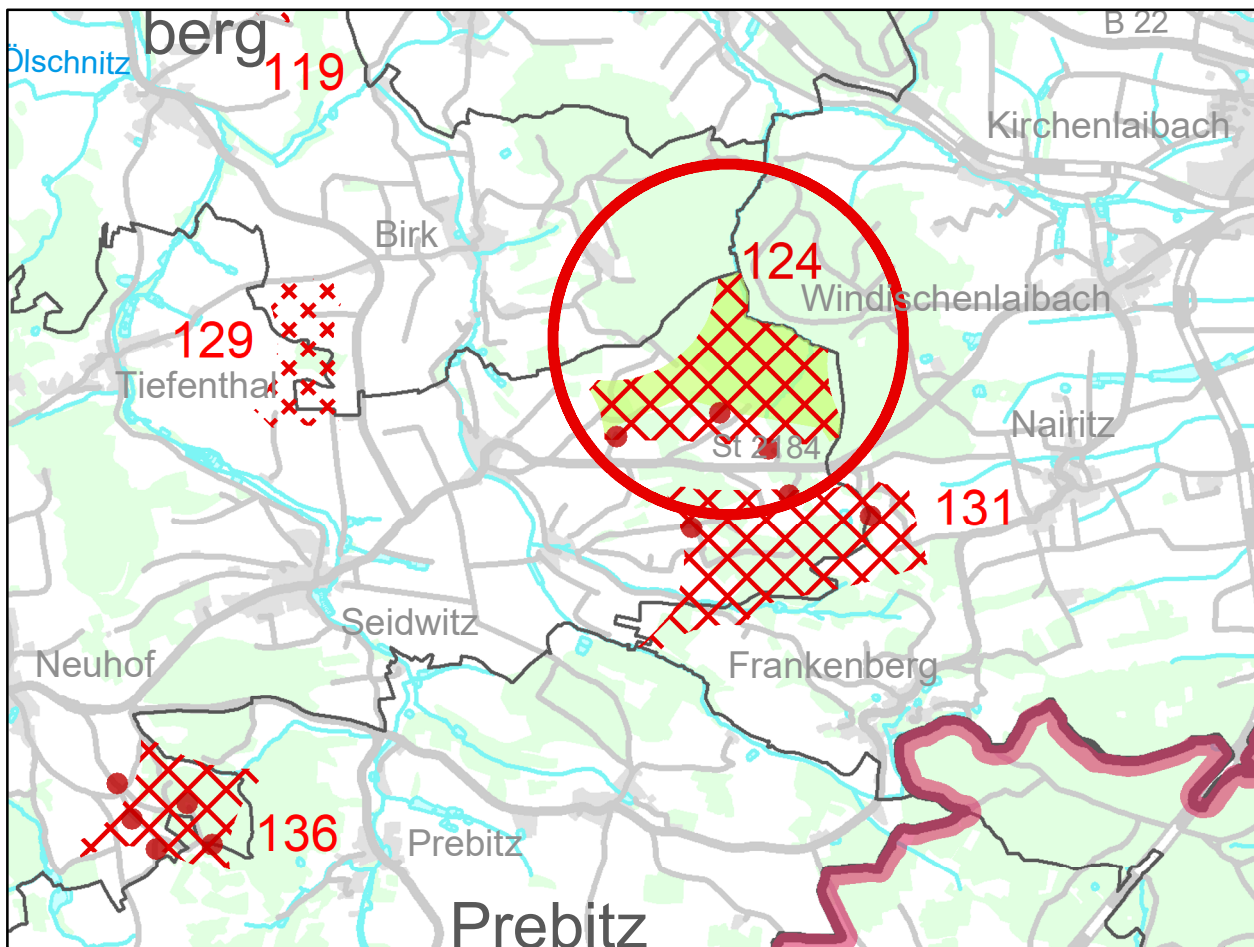 berg
B 22
Ölschnitz
119
Kirchenlaibach
Birk
124
Windischenlaibach
129
Tiefenthal
Nairitz
St 2184
131
Seidwitz
Neuhof
Frankenberg
136
Prebitz
Prebitz